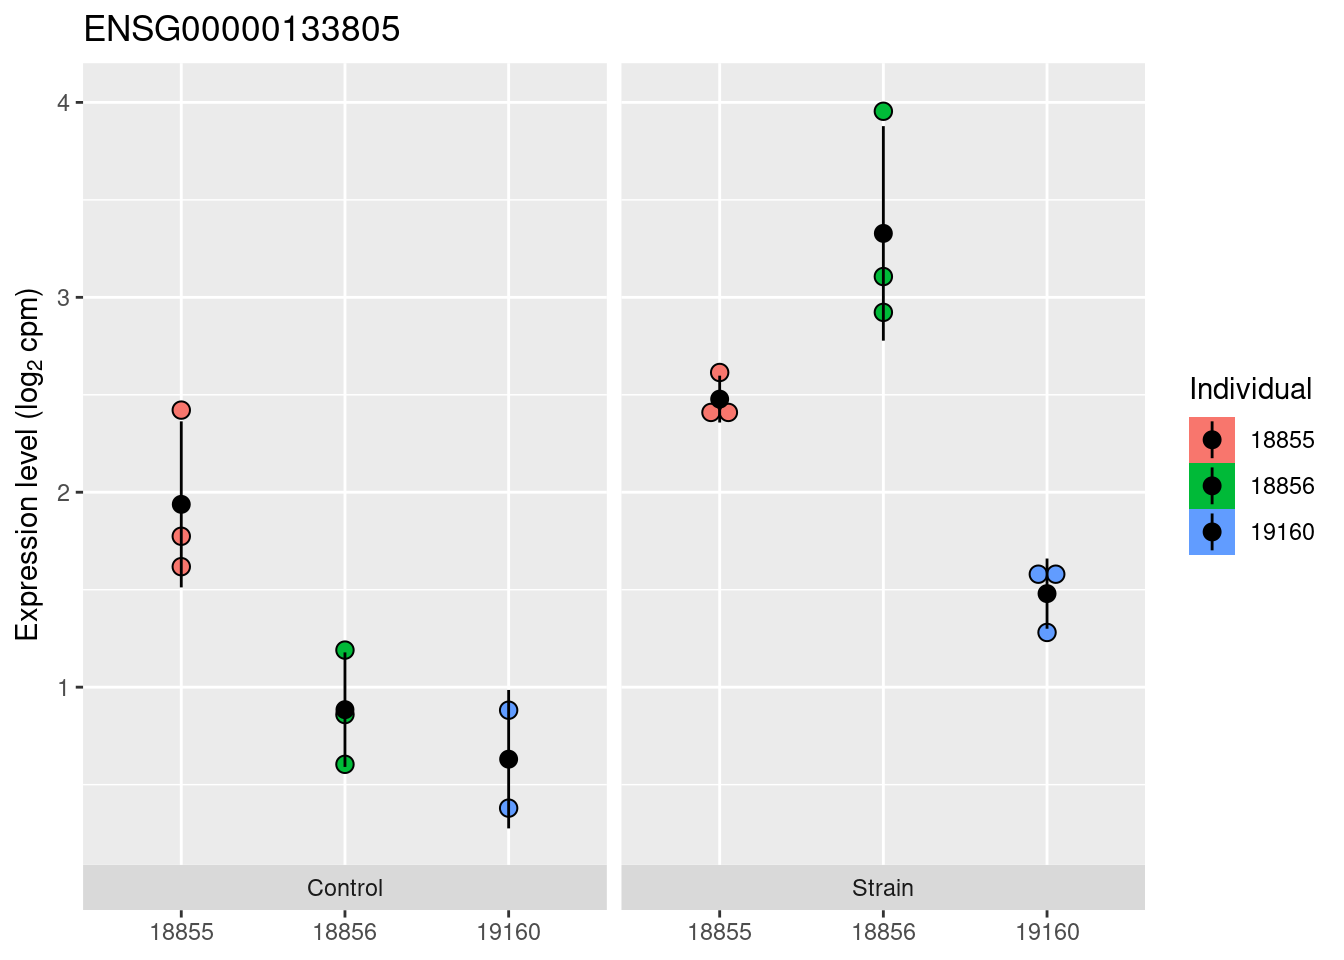 ENSG00000133805
Expression level (log₂ cpm)
4
3
2
1
Control
Strain
18855
18856
19160
18855
18856
19160
Individual
18855
18856
19160